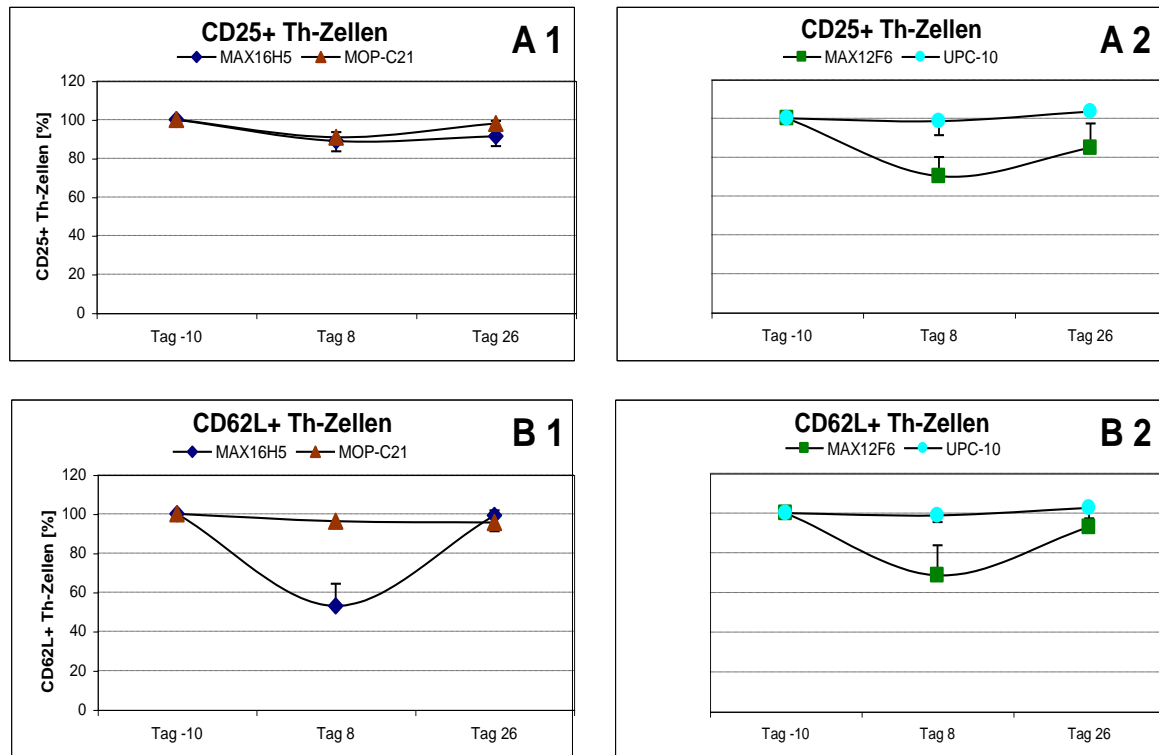 CD25+ Th-Zellen
A 1
MAX16H5 MOP-C21
CD25+ Th-Zellen [%]
120
100
80
60
40
20
0
Tag -10 Tag 8 Tag 26
CD25+ Th-Zellen
A 2
MAX12F6 UPC-10
Tag -10 Tag 8 Tag 26
CD62L+ Th-Zellen
B 1
MAX16H5 MOP-C21
CD62L+ Th-Zellen [%]
120
100
80
60
40
20
0
Tag -10 Tag 8 Tag 26
CD62L+ Th-Zellen
B 2
MAX12F6 UPC-10
Tag -10 Tag 8 Tag 26